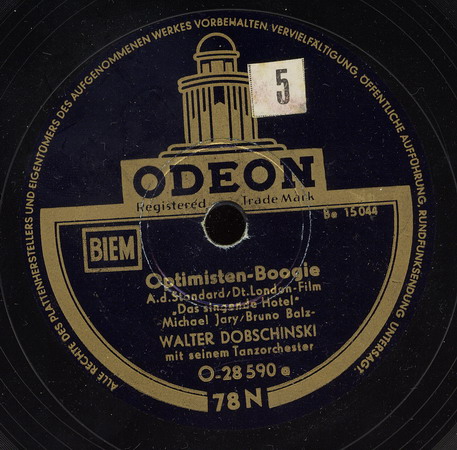 ALLE RECHTE DES PLATTENHERSTELLERS UND EIGENTÜMERS DES AUFGENOMMENEN WERKES VORBEHALTEN. VERVIELFÄLTIGUNG, ÖFFENTLICHE AUFFÜHRUNG, RUNDFUNKSENDUNG UNTERSAGT.
5
ODEON
Registered Trade Mark
Be 15044
BIEM
Optimisten-Boogie
A.d.Standard/Dt.London-Film
„Das singende Hotel"
Michael Jary/Bruno Balz-
WALTER DOBSCHINSKI
mit seinem Tanzorchester
O-28590 a
78 N